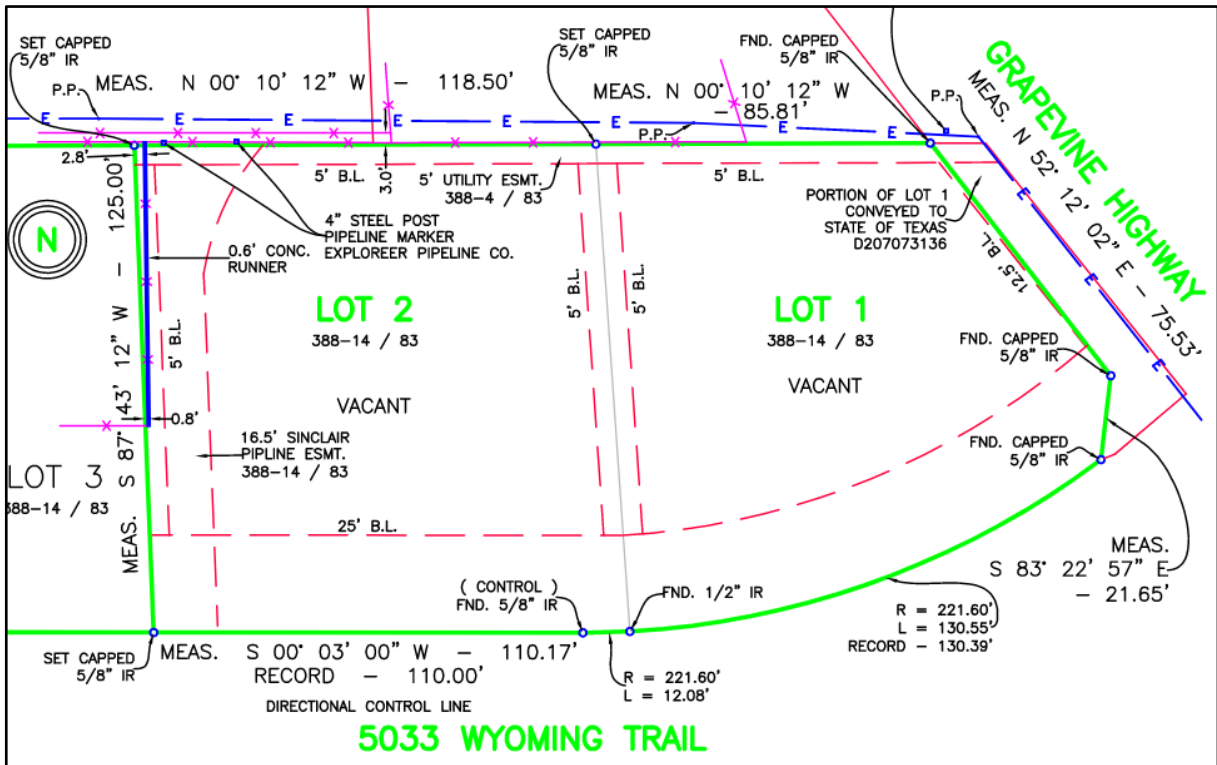 SET CAPPED
5/8" IR
P.P.
MEAS. N 00° 10' 12" W - 118.50'
SET CAPPED
5/8" IR
MEAS. N 00° 10' 12" W
- 85.81'
FND. CAPPED
5/8" IR
P.P.
P.P.
GRAPEVINE HIGHWAY
MEAS. N 52° 12' 02" E - 75.53'
E E E E E E E E E E
2.8'
3.0'
5' B.L.
5' UTILITY ESMT.
388-4 / 83
5' B.L.
PORTION OF LOT 1
CONVEYED TO
STATE OF TEXAS
D207073136
12.5' B.L.
N
MEAS. S 87° 43' 12" W - 125.00'
4" STEEL POST
PIPELINE MARKER
EXPLOREER PIPELINE CO.
0.6' CONC.
RUNNER
5' B.L.
LOT 2
388-14 / 83
VACANT
5' B.L.
5' B.L.
LOT 1
388-14 / 83
VACANT
FND. CAPPED
5/8" IR
0.8'
16.5' SINCLAIR
PIPLINE ESMT.
388-14 / 83
LOT 3
388-14 / 83
FND. CAPPED
5/8" IR
25' B.L.
MEAS.
S 83° 22' 57" E
- 21.65'
( CONTROL )
FND. 5/8" IR
FND. 1/2" IR
R = 221.60'
L = 130.55'
RECORD - 130.39'
SET CAPPED
5/8" IR
MEAS. S 00° 03' 00" W - 110.17'
RECORD - 110.00'
R = 221.60'
L = 12.08'
DIRECTIONAL CONTROL LINE
5033 WYOMING TRAIL